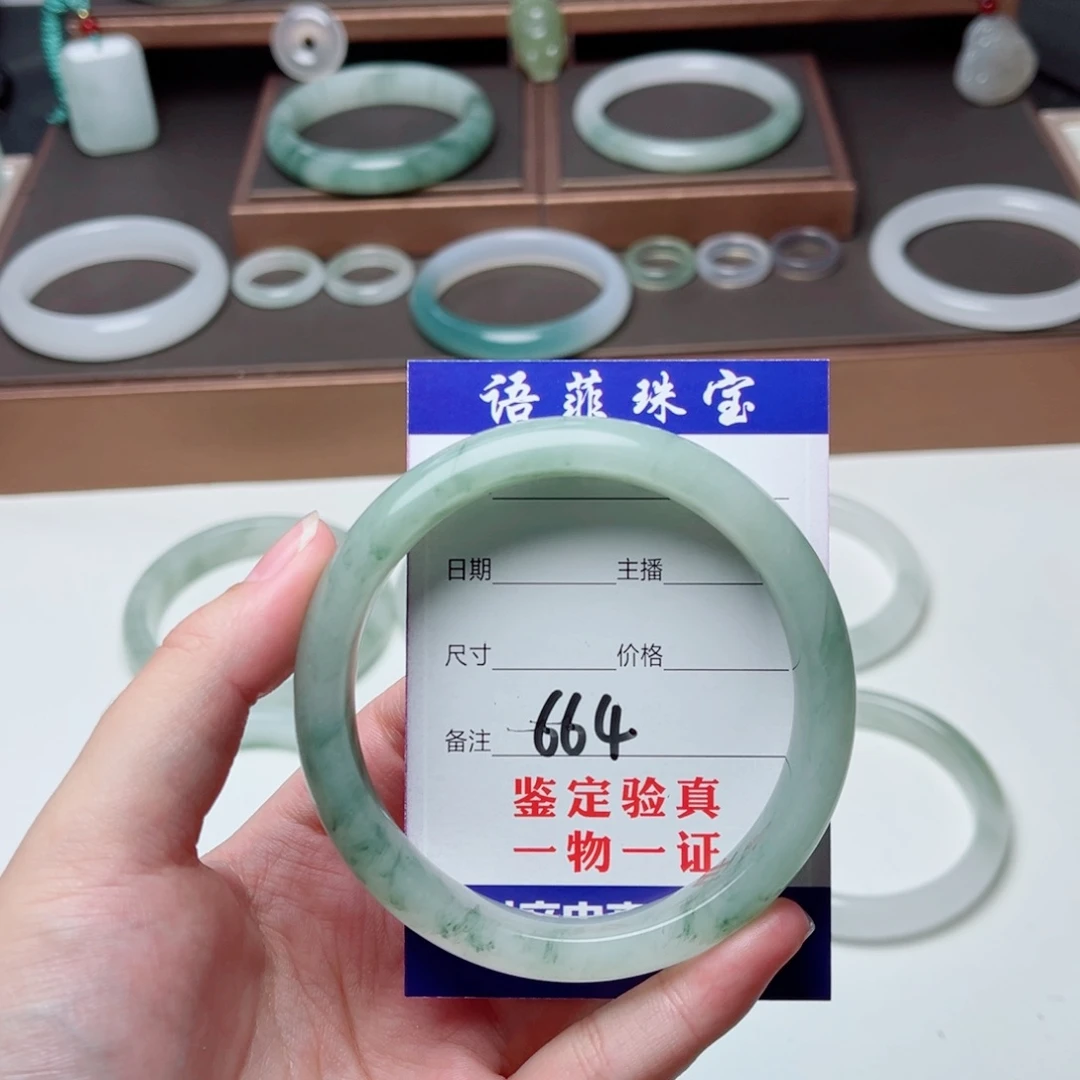 语菲珠宝
日期 主播
尺寸 价格
备注 664
鉴定验真
一物一证